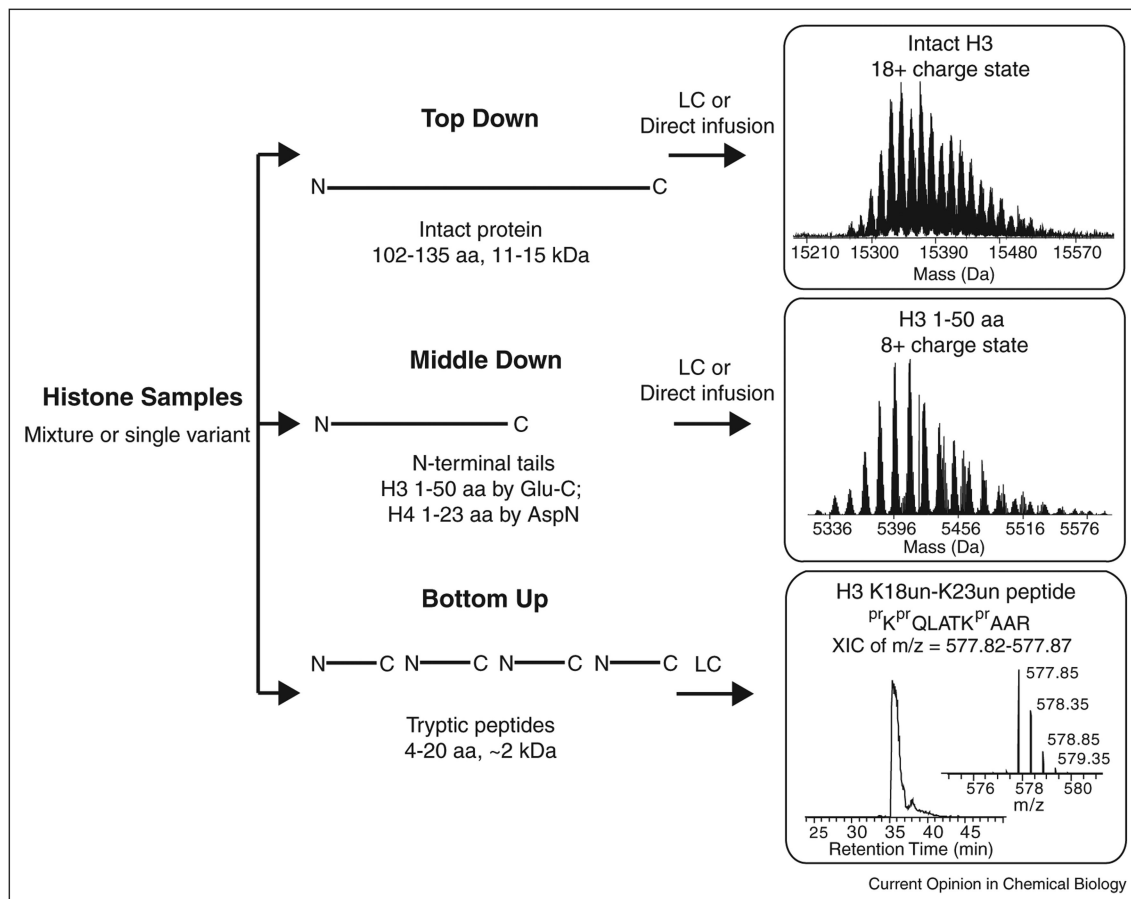 Top Down
N
C
Intact protein
102-135 aa, 11-15 kDa
LC or
Direct infusion
Intact H3
18+ charge state
15210 15300 15390 15480 15570
Mass (Da)
Histone Samples
Mixture or single variant
Middle Down
N
C
N-terminal tails
H3 1-50 aa by Glu-C;
H4 1-23 aa by AspN
LC or
Direct infusion
H3 1-50 aa
8+ charge state
5336 5396 5456 5516 5576
Mass (Da)
Bottom Up
N C N C N C N C LC
Tryptic peptides
4-20 aa, ~2 kDa
H3 K18un-K23un peptide
prKprQLATKprAAR
XIC of m/z = 577.82-577.87
577.85
578.35
578.85
579.35
576 578 580
m/z
25 30 35 40 45
Retention Time (min)
Current Opinion in Chemical Biology